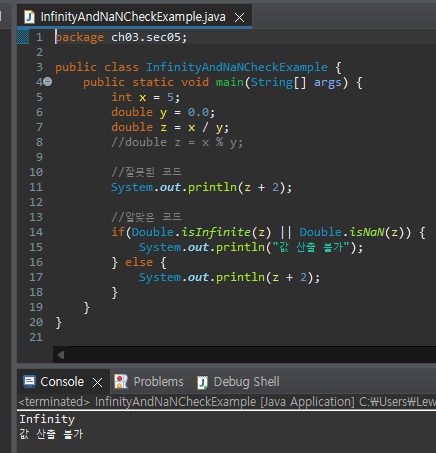 InfinityAndNaNCheckExample.java
1 package ch03.sec05;
2
3 public class InfinityAndNaNCheckExample {
4 public static void main(String[] args) {
5 int x = 5;
6 double y = 0.0;
7 double z = x / y;
8 //double z = x % y;
9
10 //잘못된 코드
11 System.out.println(z + 2);
12
13 //알맞은 코드
14 if(Double.isInfinite(z) || Double.isNaN(z)) {
15 System.out.println("값 산출 불가");
16 } else {
17 System.out.println(z + 2);
18 }
19 }
20 }
21
Console Problems Debug Shell
<terminated> InfinityAndNaNCheckExample [Java Application] C:₩Users₩Lew
Infinity
값 산출 불가